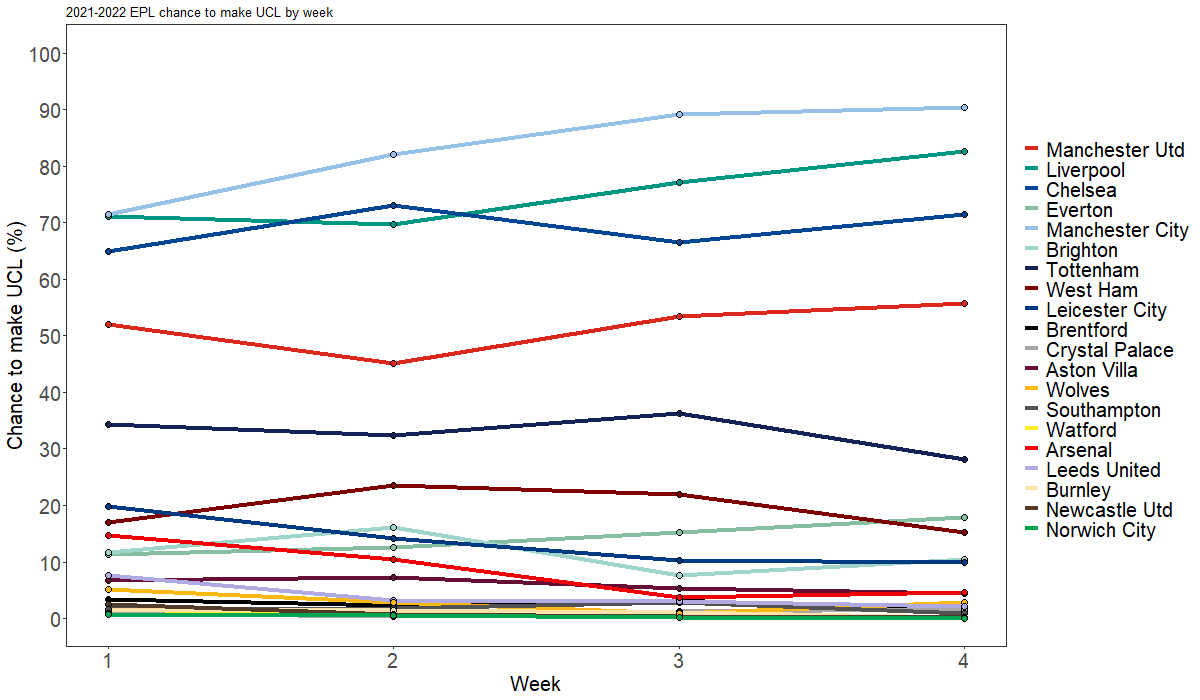 2021-2022 EPL chance to make UCL by week
100
90
80
70
60
50
40
30
20
10
0
Chance to make UCL (%)
1 2 3 4
Week
Manchester Utd
Liverpool
Chelsea
Everton
Manchester City
Brighton
Tottenham
West Ham
Leicester City
Brentford
Crystal Palace
Aston Villa
Wolves
Southampton
Watford
Arsenal
Leeds United
Burnley
Newcastle Utd
Norwich City